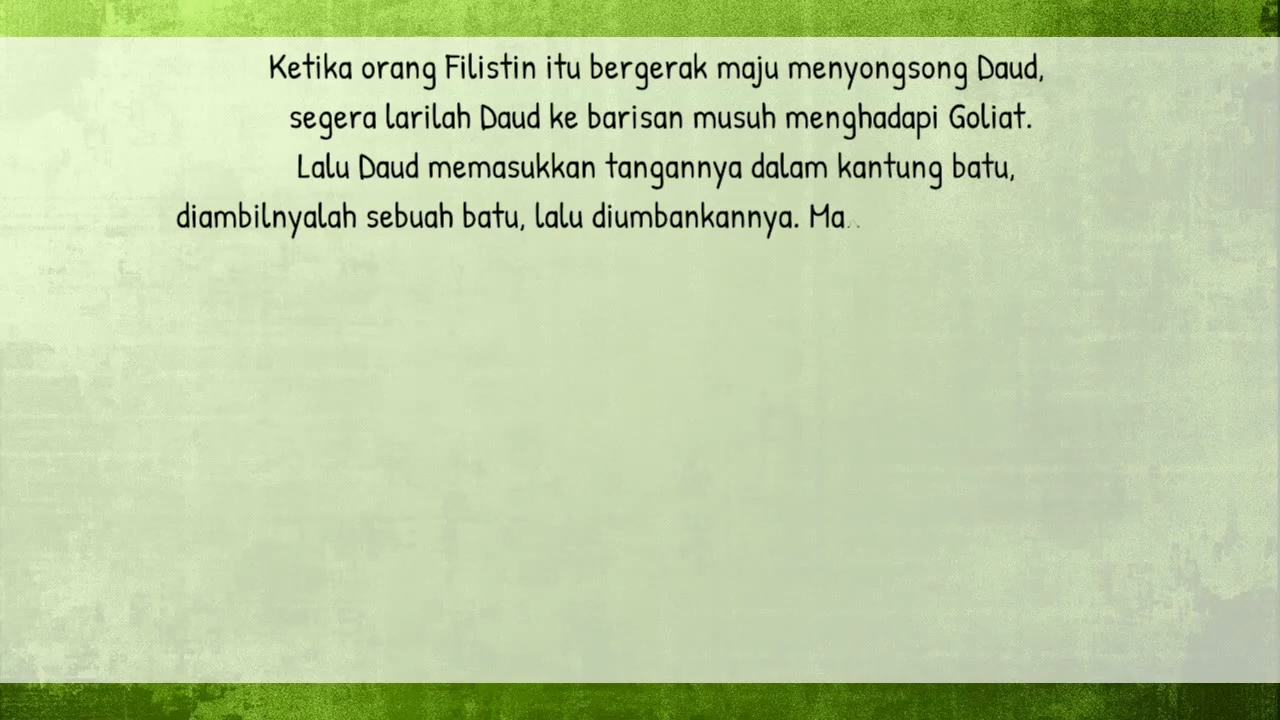 Ketika orang Filistin itu bergerak maju menyongsong Daud,
segera larilah Daud ke barisan musuh menghadapi Goliat.
Lalu Daud memasukkan tangannya dalam kantung batu,
diambilnyalah sebuah batu, lalu diumbankannya. Ma